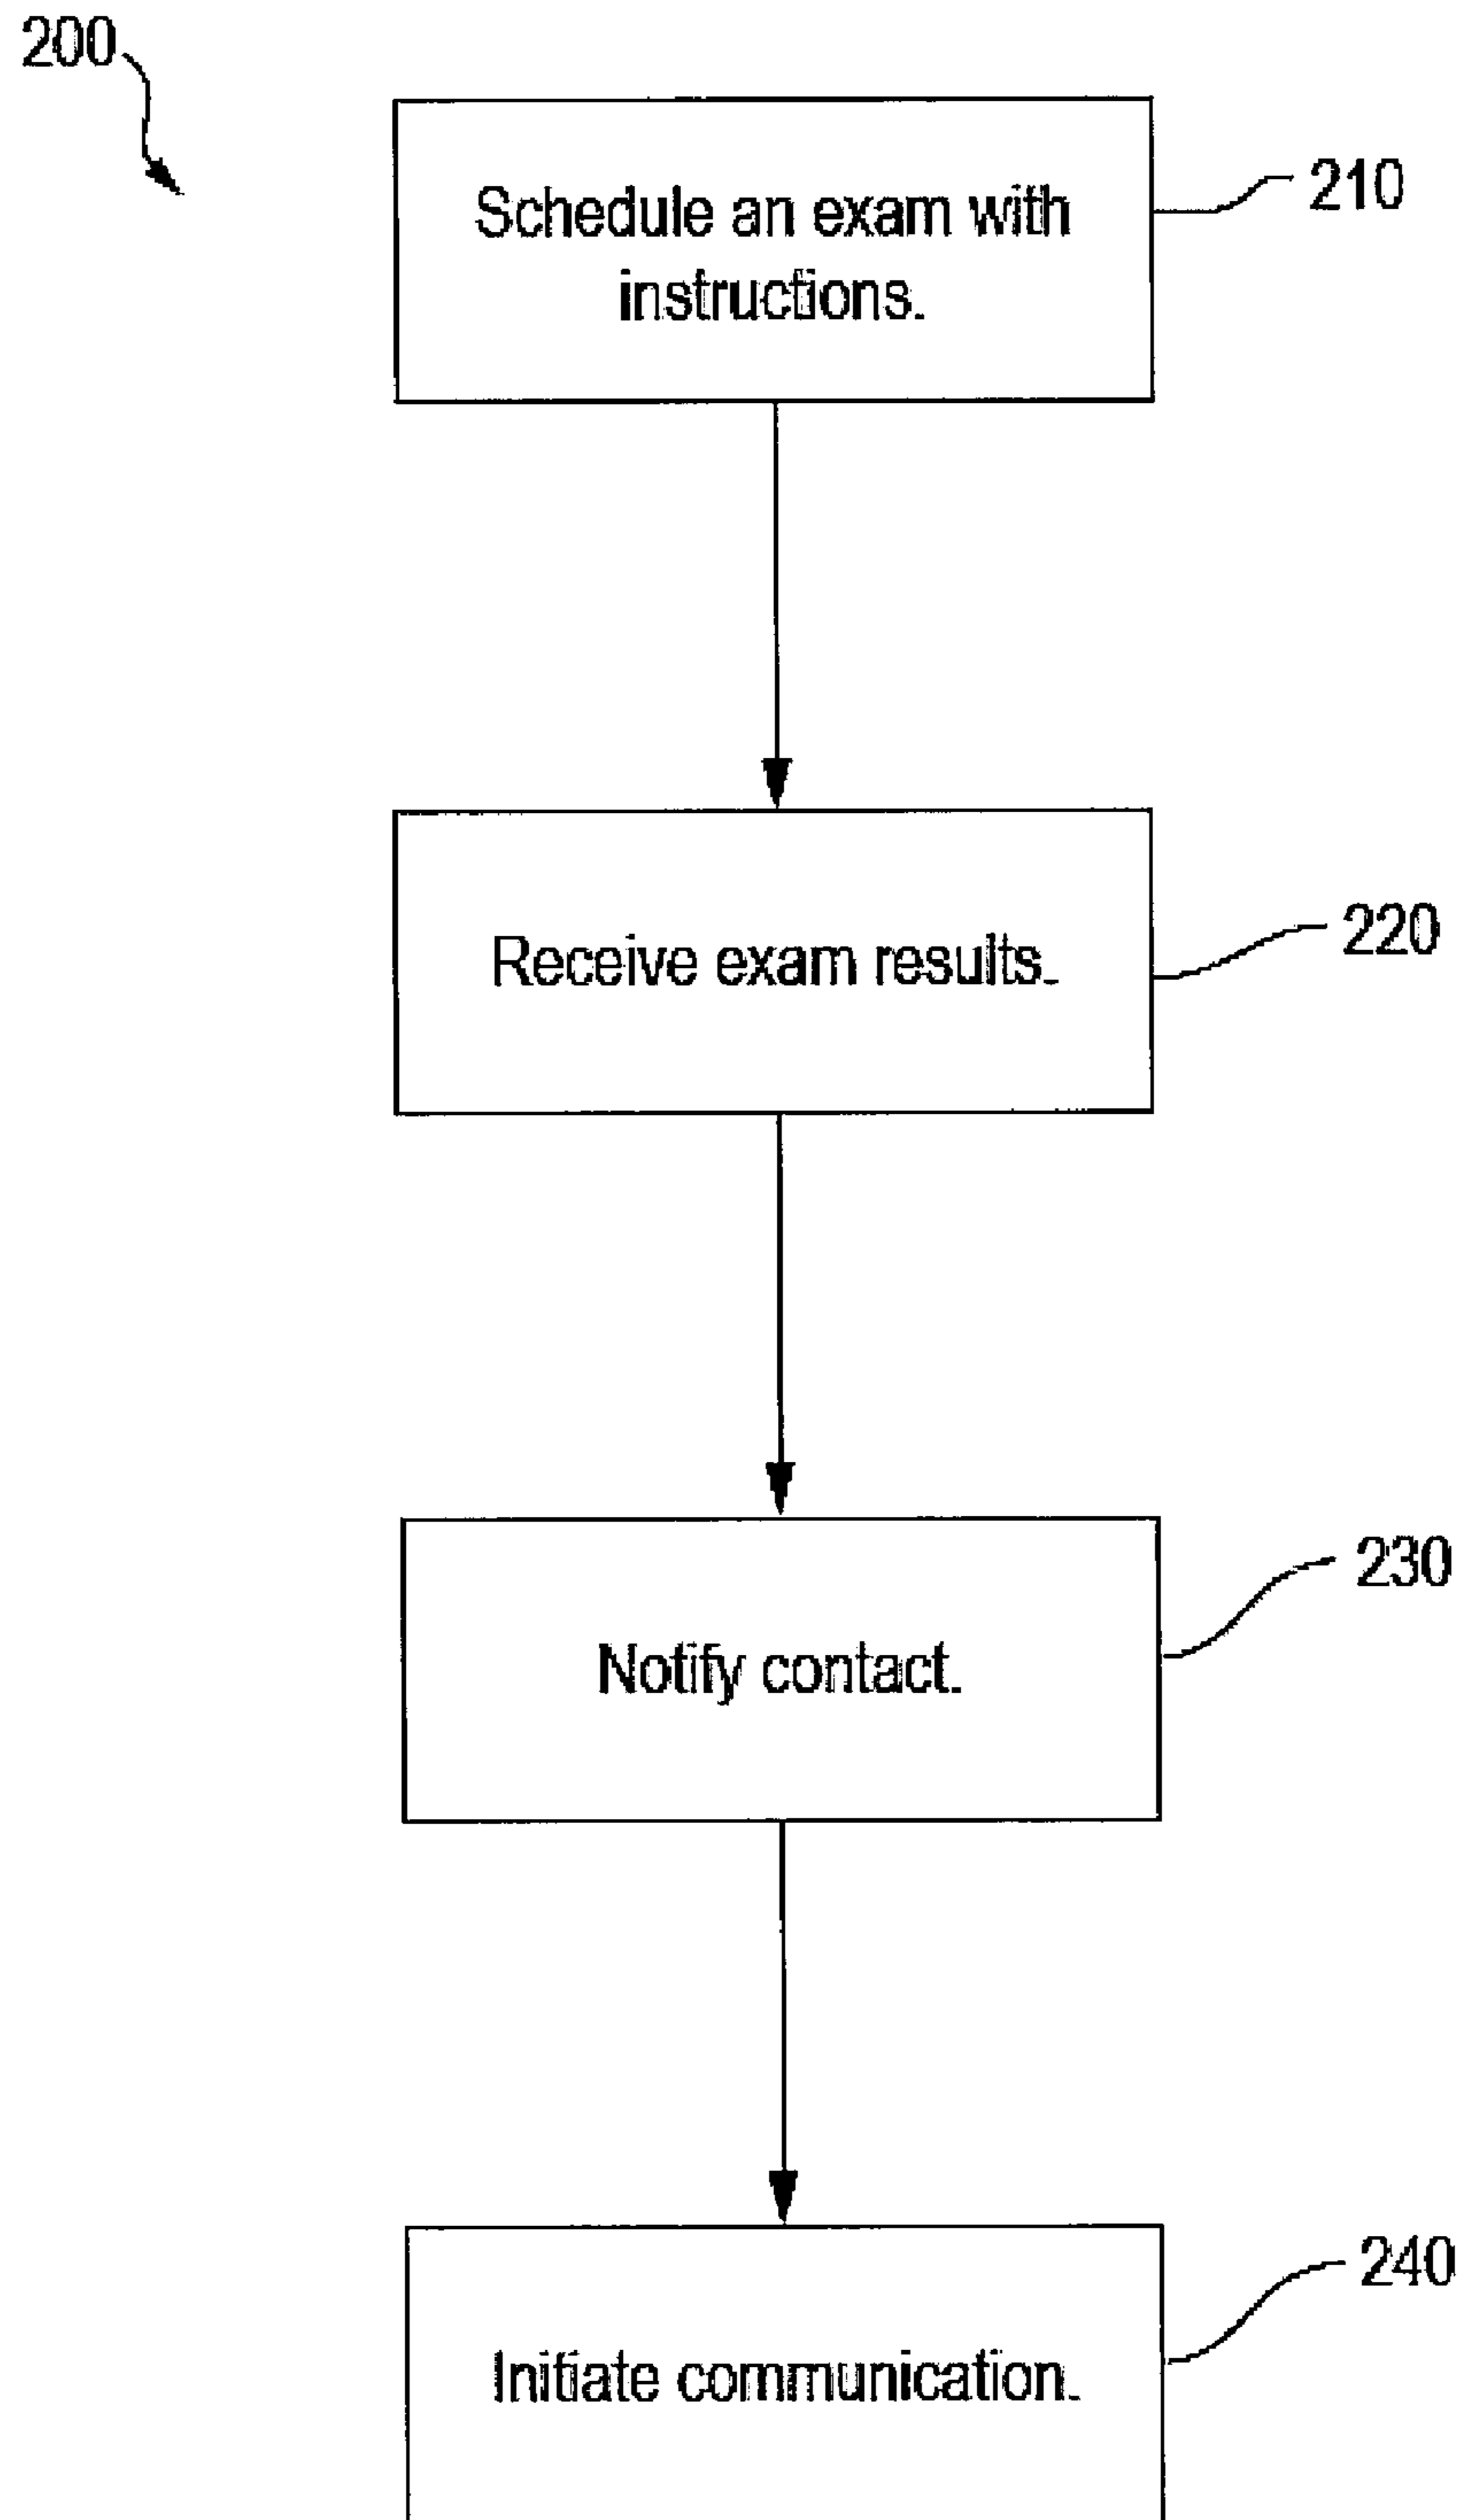 200
Schedule an exam with
instructions.
210
Receive exam results.
220
Notify contact.
230
Initiate communication.
240